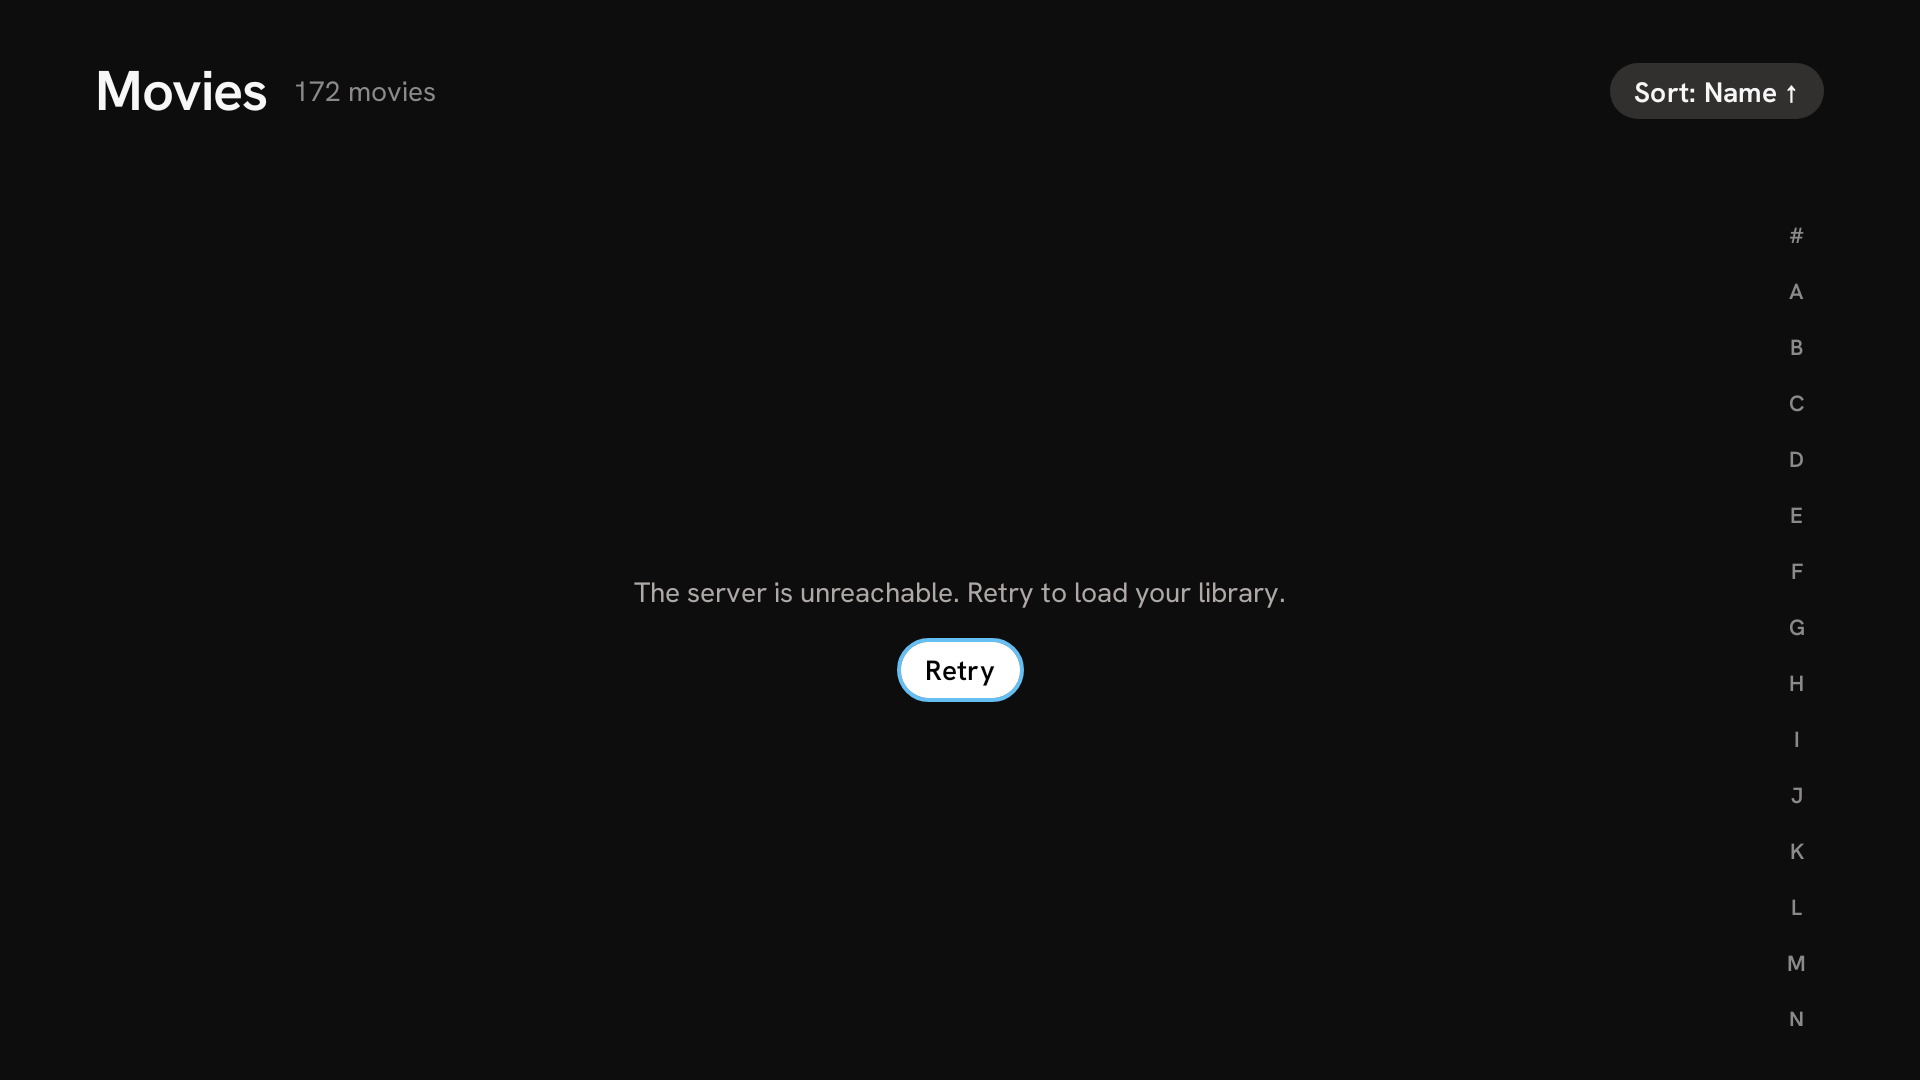 Movies 172 movies
Sort: Name ↑
#
A
B
C
D
E
The server is unreachable. Retry to load your library.
F
G
Retry
H
I
J
K
L
M
N